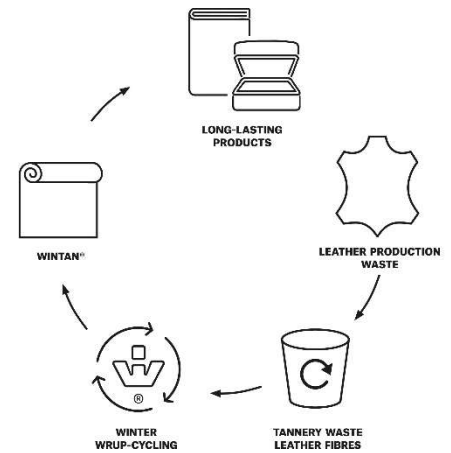 LONG-LASTING
PRODUCTS
LEATHER PRODUCTION
WASTE
TANNERY WASTE
LEATHER FIBRES
®
WINTER
WRUP-CYCLING
WINTAN®